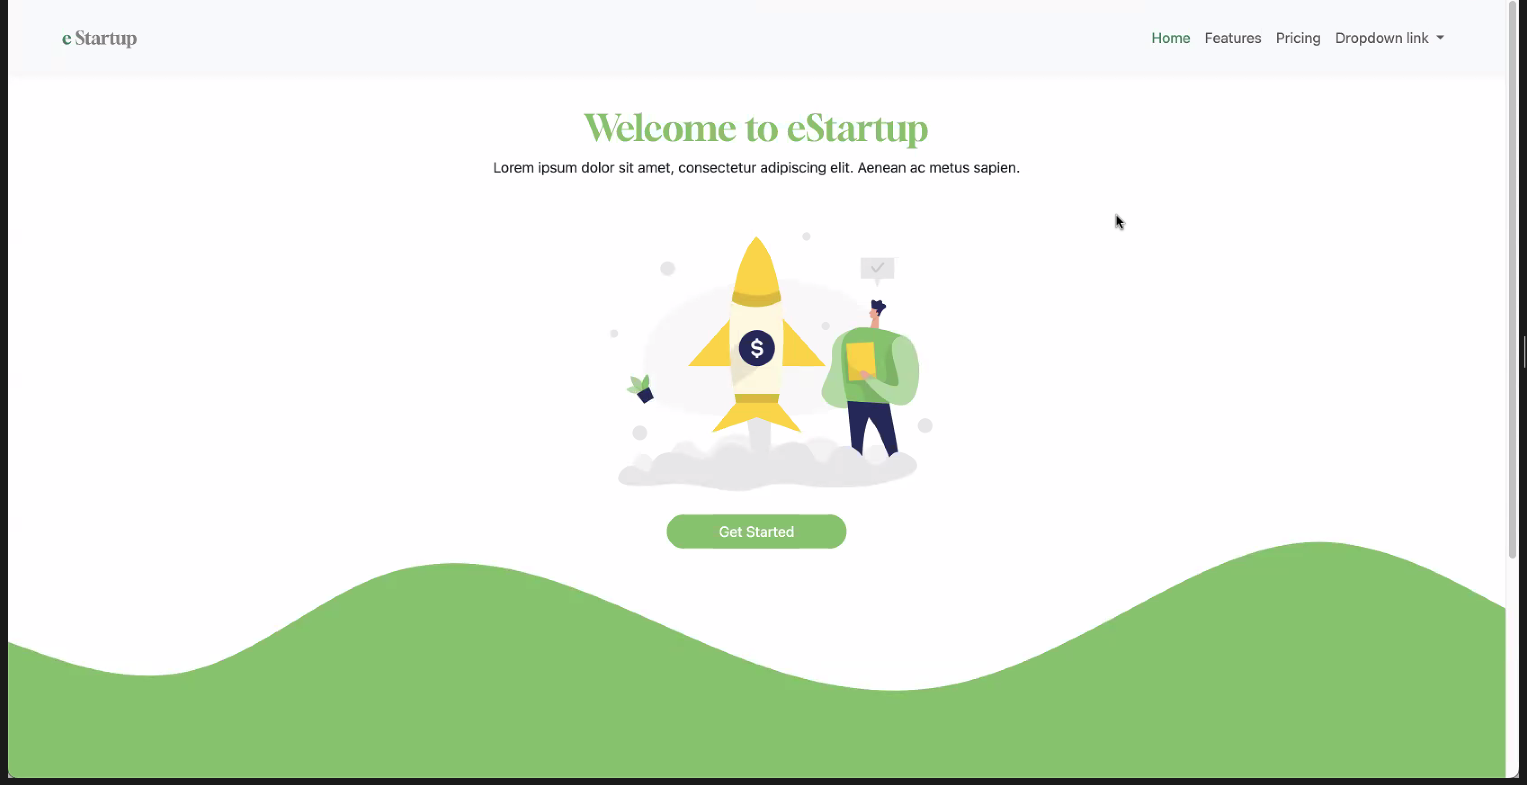 e Startup
Home Features Pricing Dropdown link
Welcome to eStartup
Lorem ipsum dolor sit amet, consectetur adipiscing elit. Aenean ac metus sapien.
$
Get Started